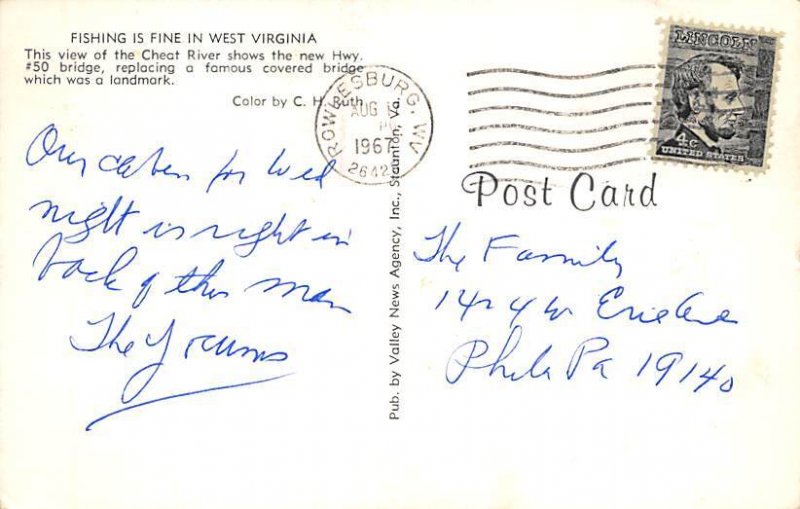 FISHING IS FINE IN WEST VIRGINIA
This view of the Cheat River shows the new Hwy.
#50 bridge, replacing a famous covered bridge
which was a landmark.
Color by C. H. Ruth
Our cabin for Wed
night is right in
back of this man
The Yocums
Pub. by Valley News Agency, Inc., Staunton, Va.
ROWLESBURG, WV
AUG
PM
1967
2642
LINCOLN
4c
UNITED STATES
Post Card
The Family
1424 W Erie Ave
Phila Pa 19140